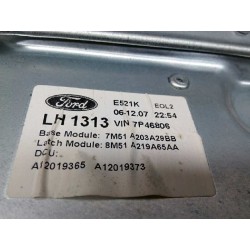 Ford
E521K EOL2
06-12.07 22:54
LH 1313 VIN 7P46806
Base Module: 7M51 A203A29BB
Latch Module: 8M51 A219A65AA
DCU:
A12019365 A12019373